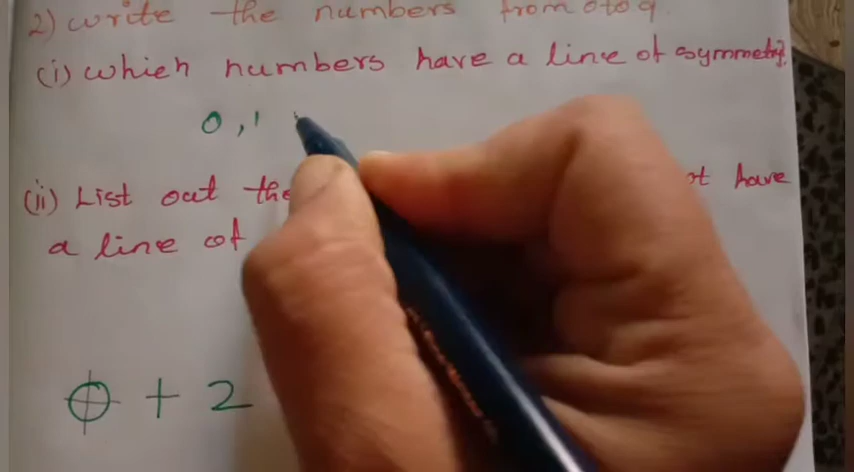 2) write the numbers from 0 to 9
(i) which numbers have a line of symmetry?
0, 1
(ii) List out the have
a line of
0 + 2